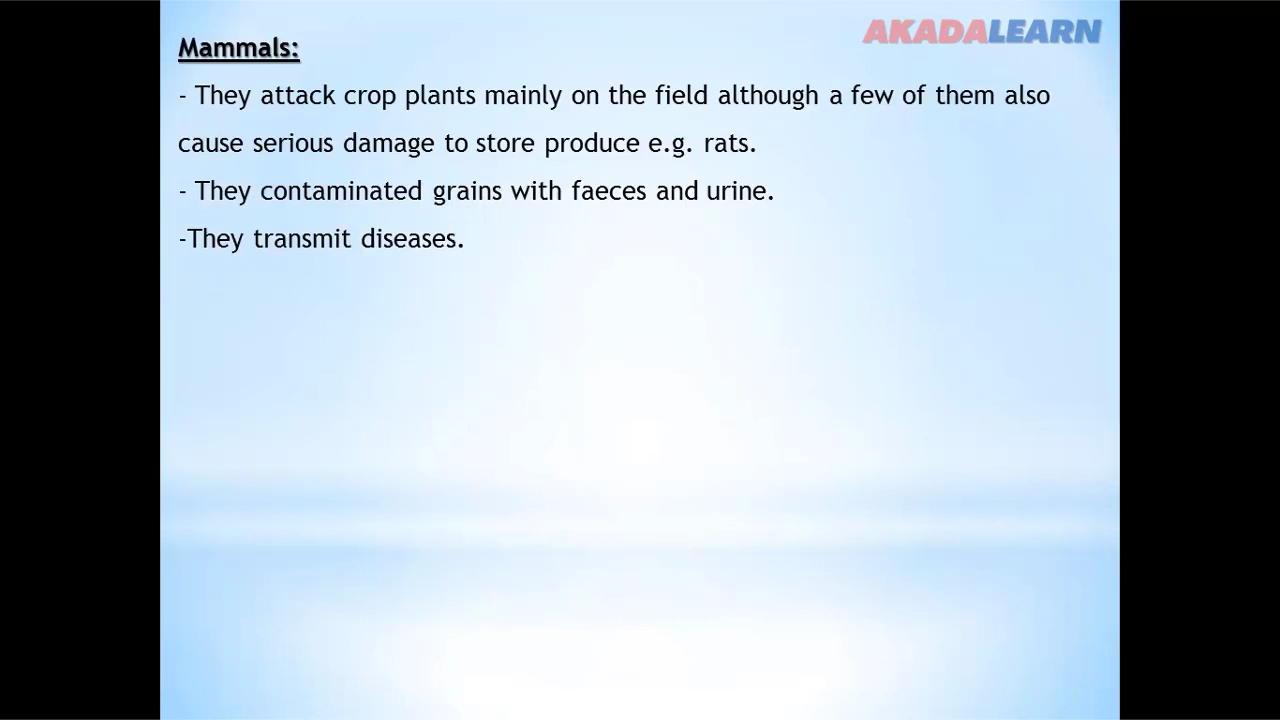 AKADALEARN
Mammals:
- They attack crop plants mainly on the field although a few of them also
cause serious damage to store produce e.g. rats.
- They contaminated grains with faeces and urine.
-They transmit diseases.